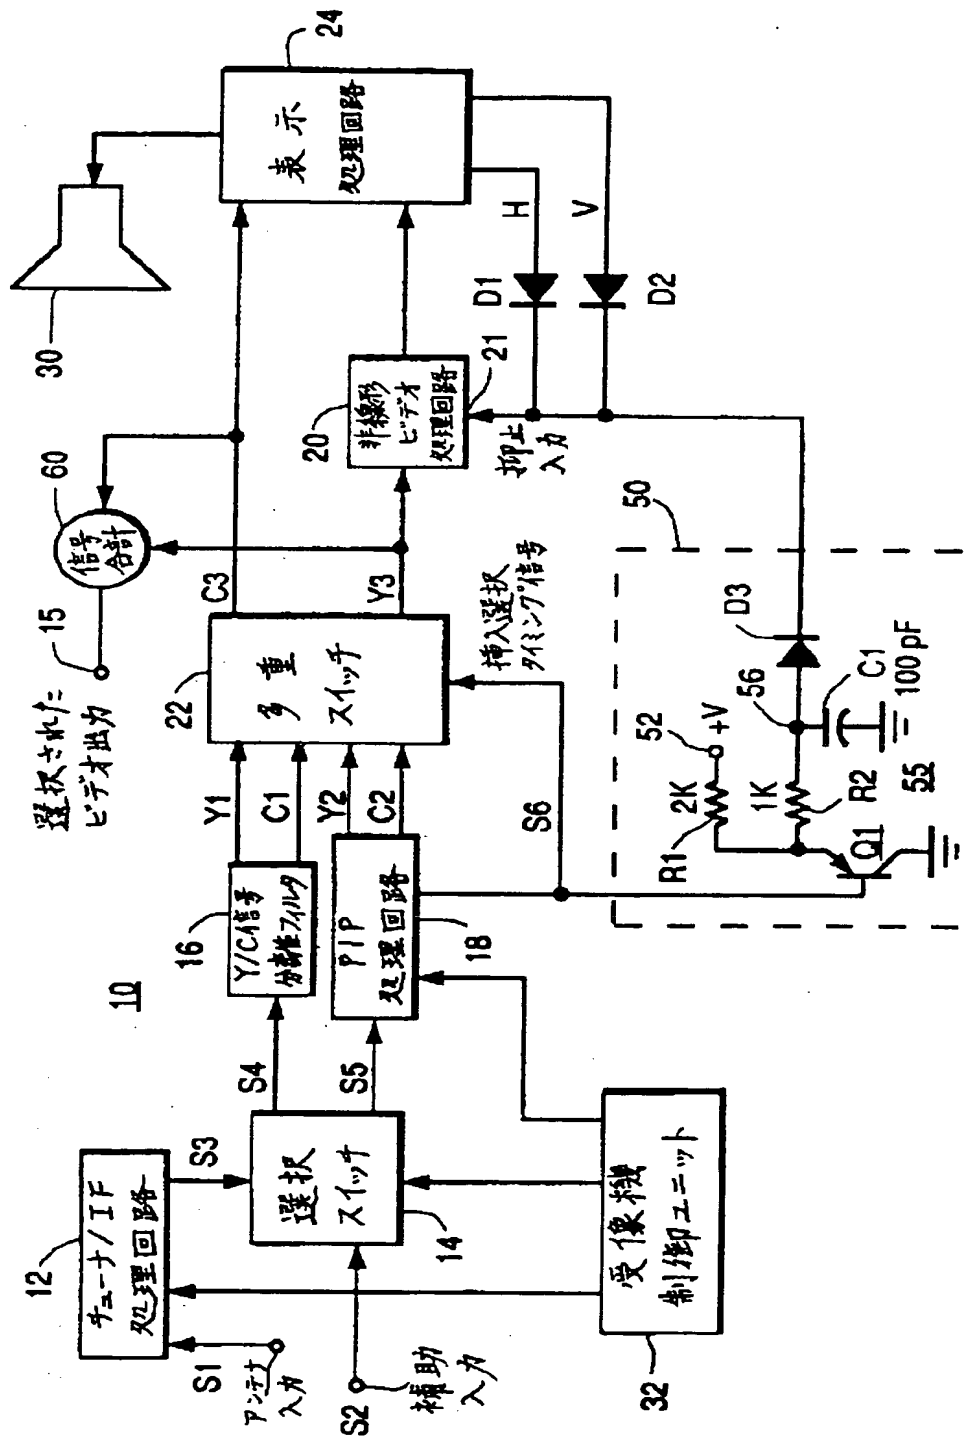 10
12
チューナ/IF
処理回路
S1
アンテナ
入力
S2
補助
入力
S3
選択
スイッチ
14
受像機
制御ユニット
32
S4
S5
16
Y/C信号
分離フィルタ
PIP
処理回路
18
Y1
C1
Y2
C2
S6
22
多重
スイッチ
C3
Y3
挿入選択
タイミング信号
選択された
ビデオ出力
15
60
信号
合計
20
非線形
ビデオ
処理回路
21
抑止
入力
30
24
表示
処理回路
H
V
D1
D2
50
52
+V
2K
R1
1K
R2
Q1
55
56
D3
C1
100pF